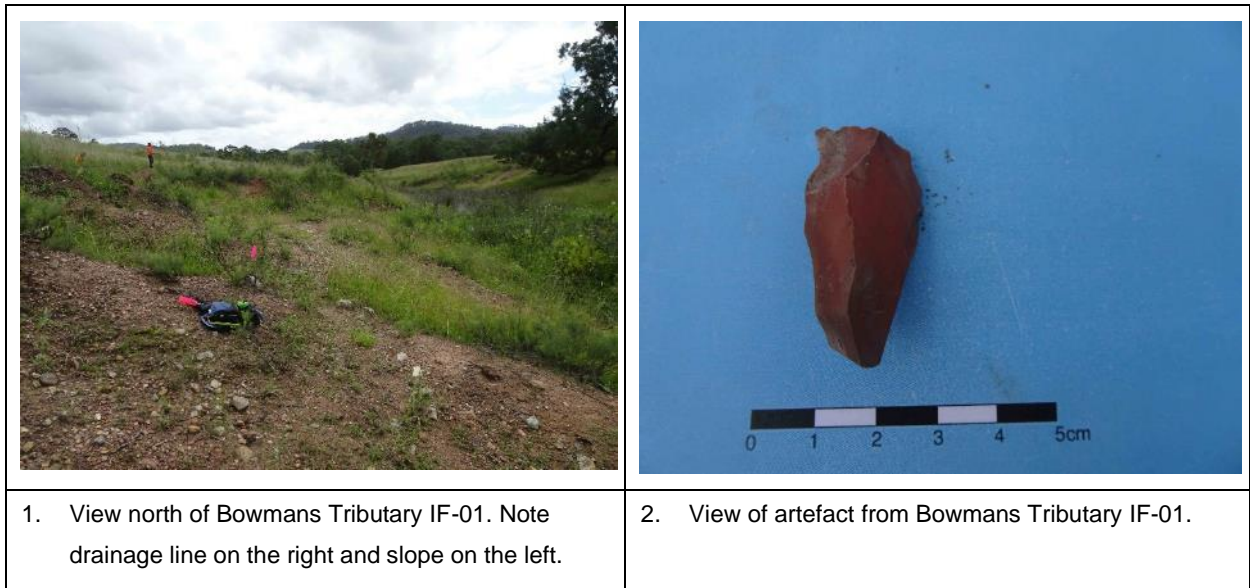 0 1 2 3 4 5cm
1. View north of Bowmans Tributary IF-01. Note
drainage line on the right and slope on the left.
2. View of artefact from Bowmans Tributary IF-01.